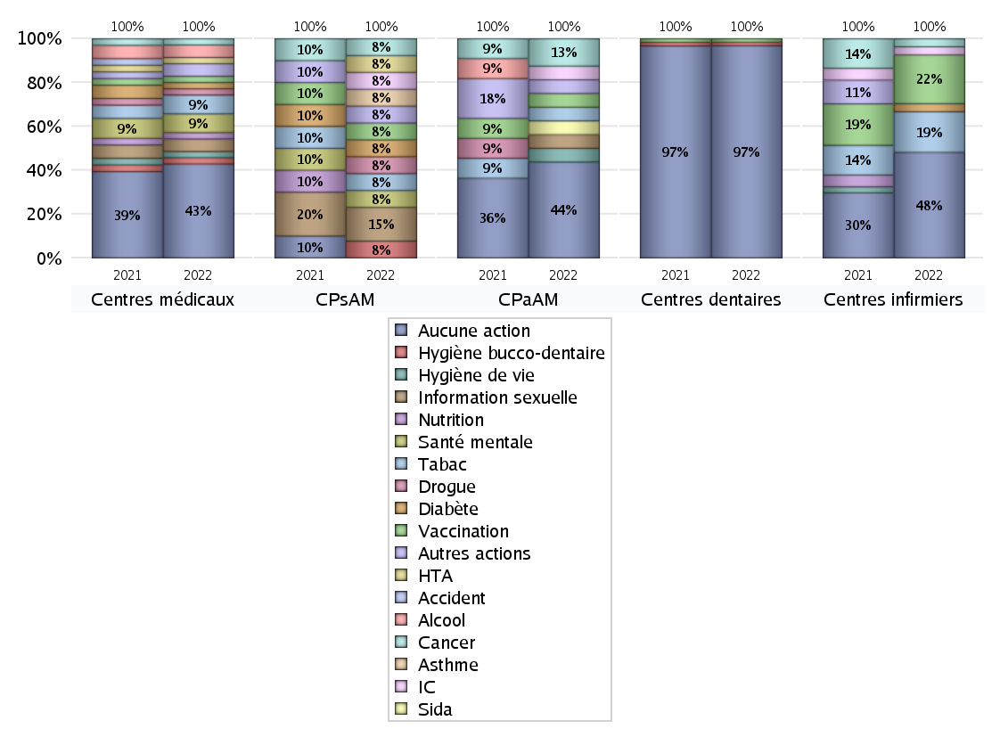 100% 100% 100% 100% 100% 100% 100% 100% 100% 100%
100%
80%
60%
40%
20%
0%
9%
39%
9%
9%
43%
10%
10%
10%
10%
10%
10%
10%
20%
10%
8%
8%
8%
8%
8%
8%
8%
8%
8%
8%
15%
8%
9%
9%
18%
9%
9%
9%
36%
13%
44%
97%
97%
14%
11%
19%
14%
30%
22%
19%
48%
2021 2022 2021 2022 2021 2022 2021 2022 2021 2022
Centres médicaux CPsAM CPaAM Centres dentaires Centres infirmiers
Aucune action
Hygiène bucco-dentaire
Hygiène de vie
Information sexuelle
Nutrition
Santé mentale
Tabac
Drogue
Diabète
Vaccination
Autres actions
HTA
Accident
Alcool
Cancer
Asthme
IC
Sida